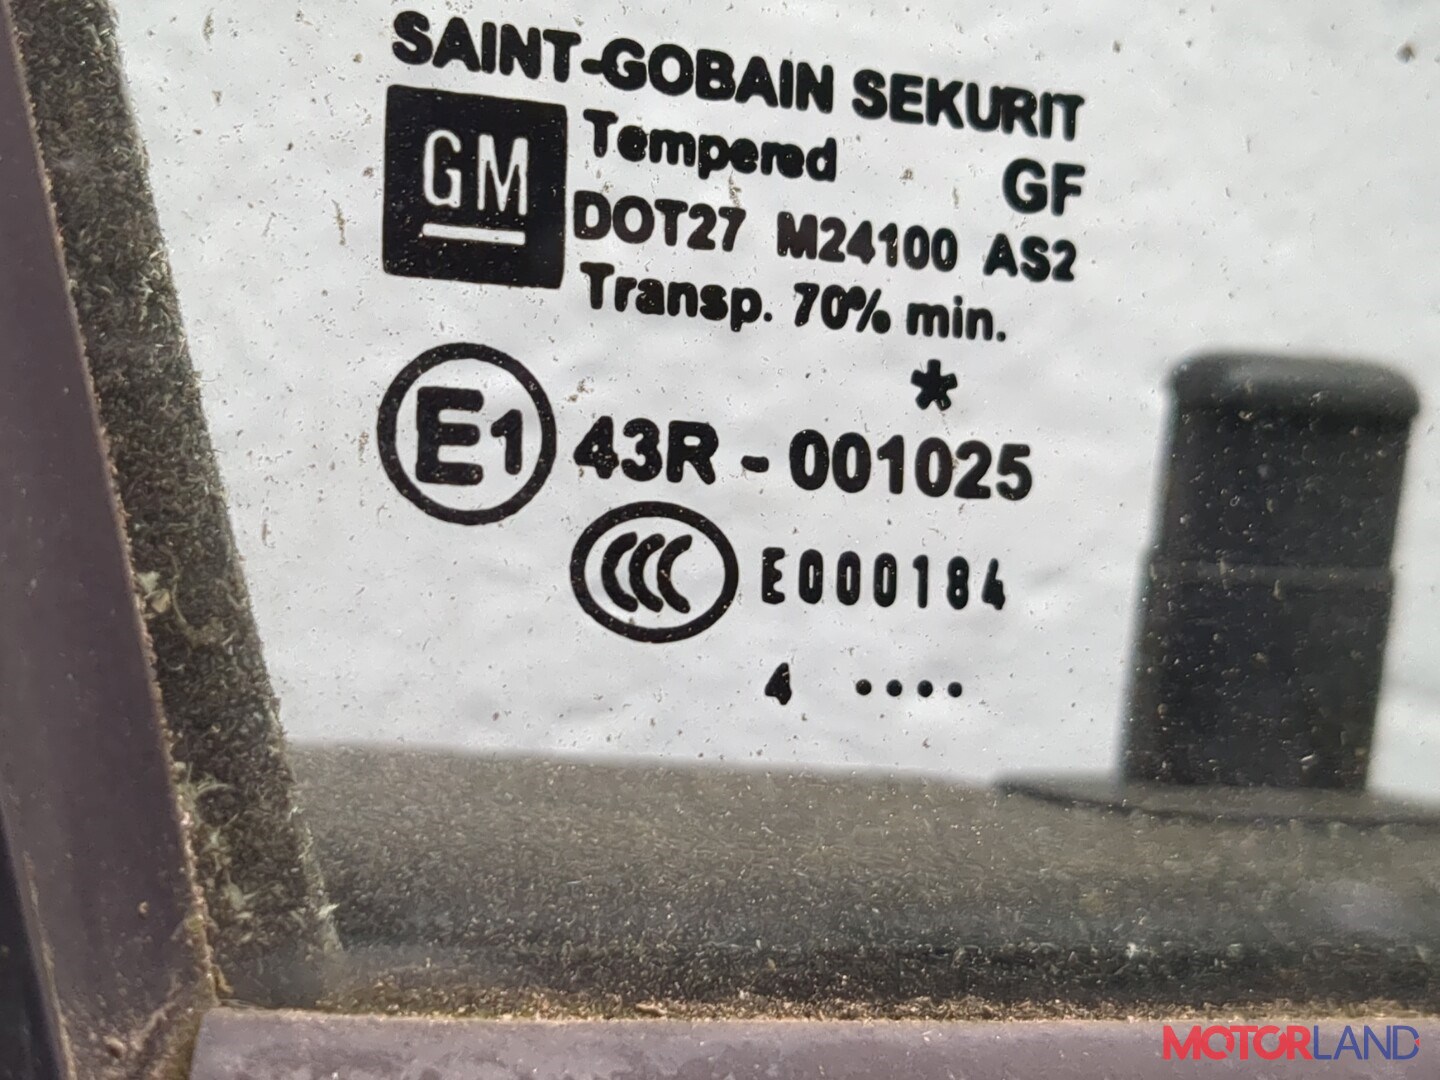 SAINT-GOBAIN SEKURIT
GM
Tempered GF
DOT27 M24100 AS2
Transp. 70% min.
*
E1 43R - 001025
CCC E000184
4 ....
MOTORLAND